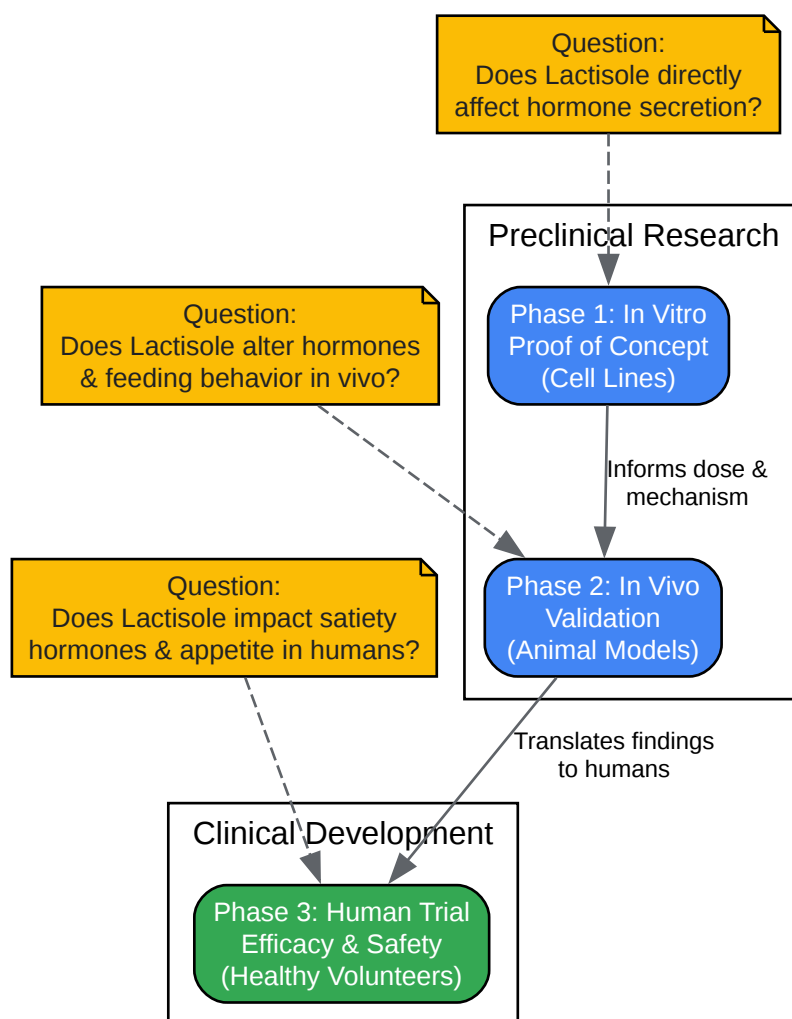 Question:
Does Lactisole directly
affect hormone secretion?
Preclinical Research
Question:
Does Lactisole alter hormones
& feeding behavior in vivo?
Phase 1: In Vitro
Proof of Concept
(Cell Lines)
Informs dose &
mechanism
Question:
Does Lactisole impact satiety
hormones & appetite in humans?
Phase 2: In Vivo
Validation
(Animal Models)
Translates findings
to humans
Clinical Development
Phase 3: Human Trial
Efficacy & Safety
(Healthy Volunteers)